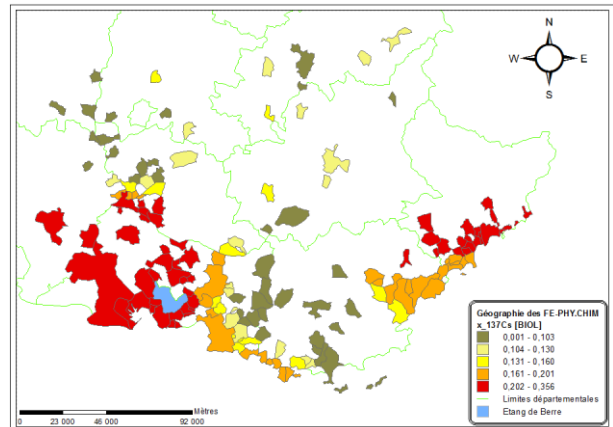 N
W E
S
Géographie des FE-PHY.CHIM
x_137Cs [BIOL]
0,001 - 0,103
0,104 - 0,130
0,131 - 0,160
0,161 - 0,201
0,202 - 0,356
Limites départementales
Etang de Berre
Mètres
23 000 46 000 92 000